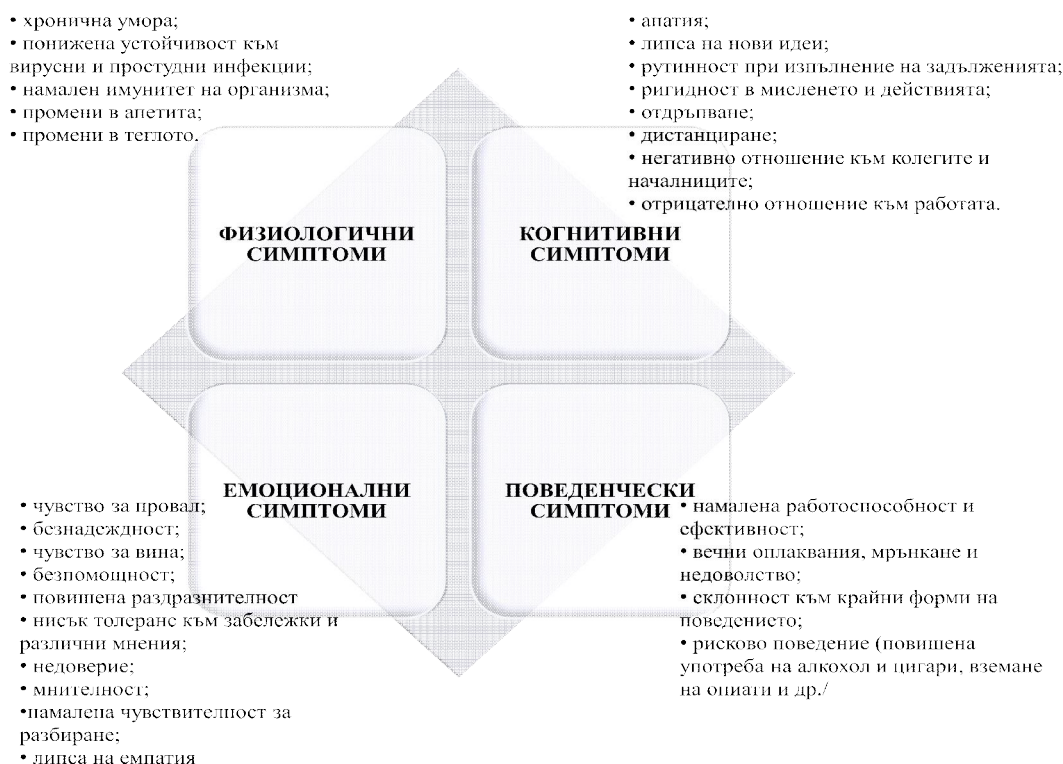 • хронична умора;
• понижена устойчивост към
вирусни и простудни инфекции;
• намален имунитет на организма;
• промени в апетита;
• промени в теглото.
• апатия;
• липса на нови идеи;
• рутинност при изпълнение на задълженията;
• ригидност в мисленето и действията;
• отдръпване;
• дистанциране;
• негативно отношение към колегите и
началниците;
• отрицателно отношение към работата.
ФИЗИОЛОГИЧНИ
СИМПТОМИ
КОГНИТИВНИ
СИМПТОМИ
ЕМОЦИОНАЛНИ
СИМПТОМИ
ПОВЕДЕНЧЕСКИ
СИМПТОМИ
• чувство за провал;
• безнадеждност;
• чувство за вина;
• безпомощност;
• повишена раздразнителност
• нисък толеранс към забележки и
различни мнения;
• недоверие;
• мнителност;
•намалена чувствителност за
разбиране;
• липса на емпатия
• намалена работоспособност и
ефективност;
• вечни оплаквания, мрънкане и
недоволство;
• склонност към крайни форми на
поведението;
• рисково поведение (повишена
употреба на алкохол и цигари, вземане
на опиати и др./